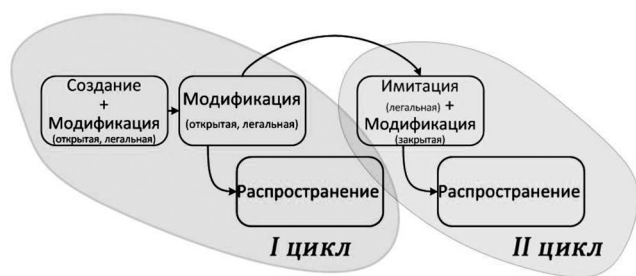 Создание
+
Модификация
(открытая, легальная)
Модификация
(открытая, легальная)
Распространение
I цикл
Имитация
(легальная) +
Модификация
(закрытая)
Распространение
II цикл